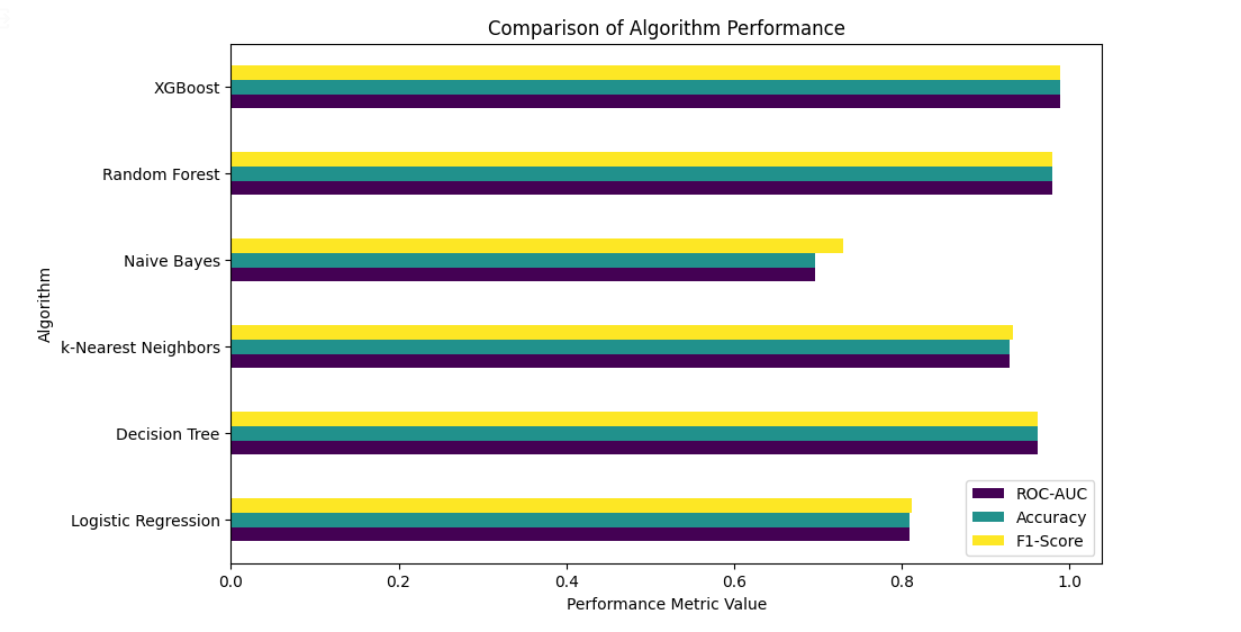 Comparison of Algorithm Performance
Algorithm
XGBoost
Random Forest
Naive Bayes
k-Nearest Neighbors
Decision Tree
Logistic Regression
ROC-AUC
Accuracy
F1-Score
0.0 0.2 0.4 0.6 0.8 1.0
Performance Metric Value